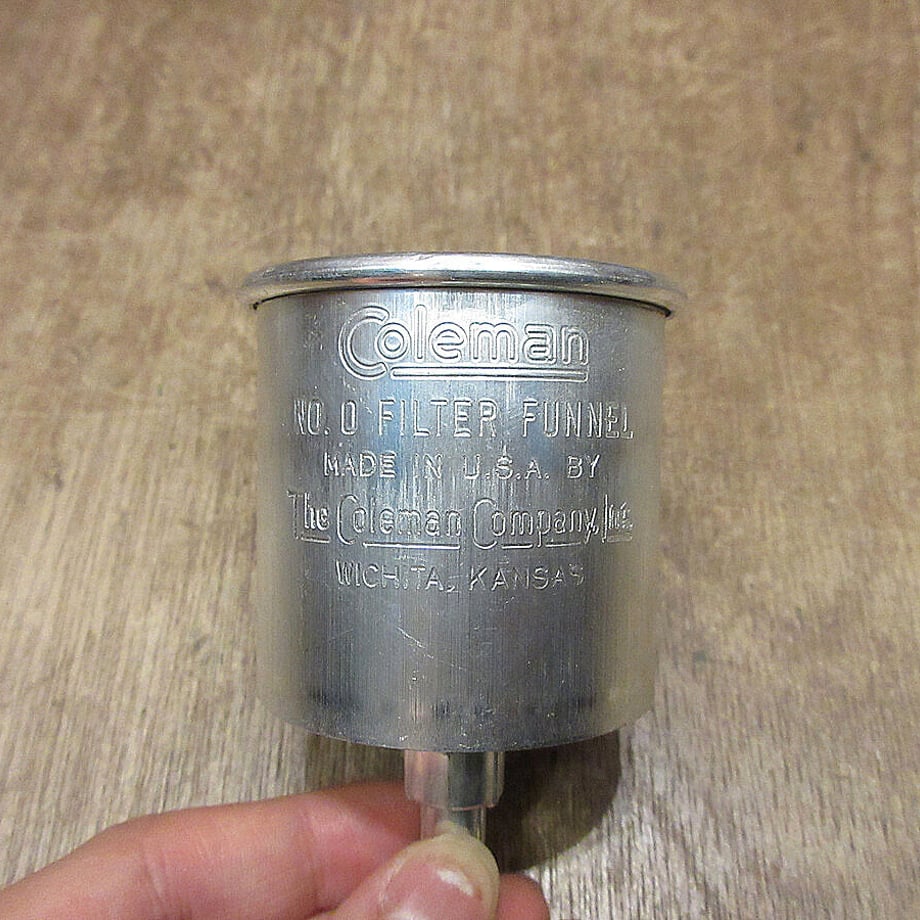 Coleman
NO. 0 FILTER FUNNEL
MADE IN U.S.A. BY
The Coleman Company, Inc.
WICHITA, KANSAS